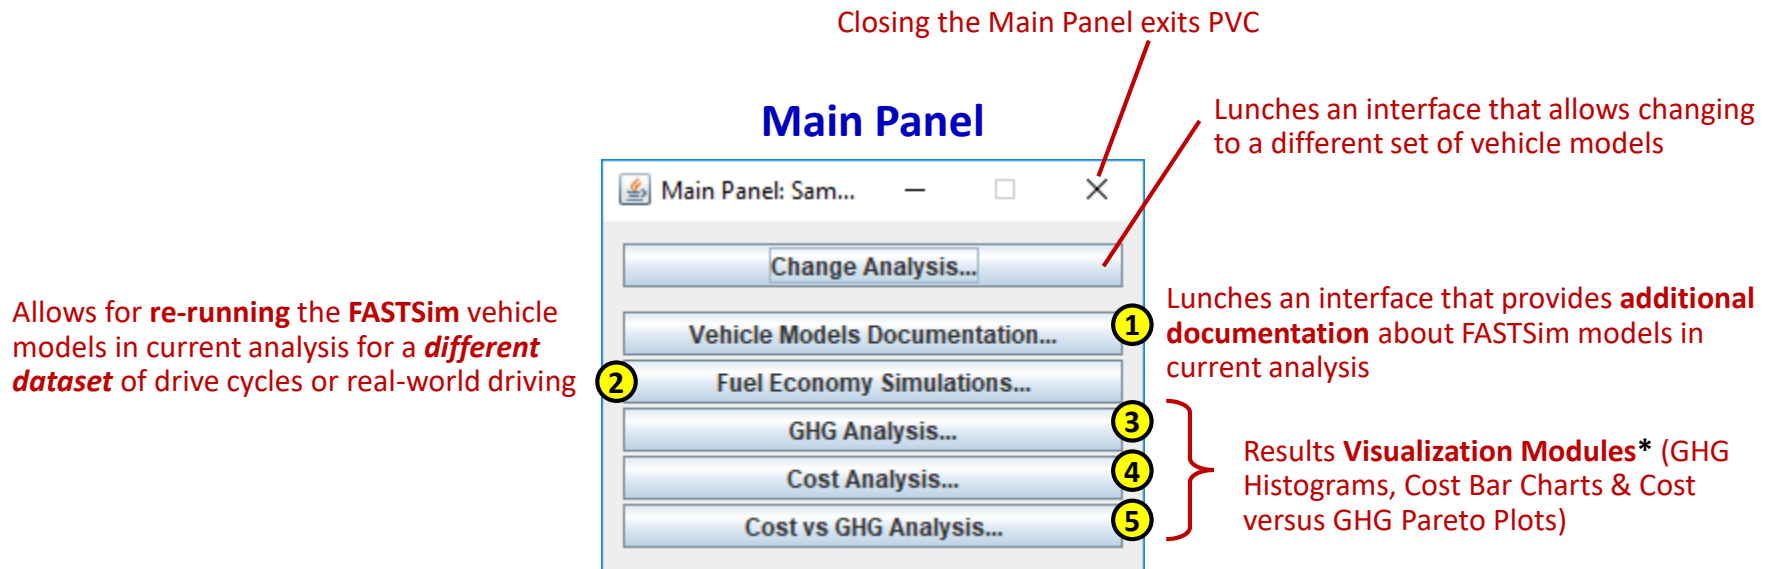 Closing the Main Panel exits PVC
Main Panel
Lunches an interface that allows changing
to a different set of vehicle models
Main Panel: Sam...
Change Analysis...
Allows for re-running the FASTSim vehicle
models in current analysis for a different
dataset of drive cycles or real-world driving
Vehicle Models Documentation...
1
Lunches an interface that provides additional
documentation about FASTSim models in
current analysis
2
Fuel Economy Simulations...
GHG Analysis...
3
Cost Analysis...
4
Cost vs GHG Analysis...
5
Results Visualization Modules* (GHG
Histograms, Cost Bar Charts & Cost
versus GHG Pareto Plots)